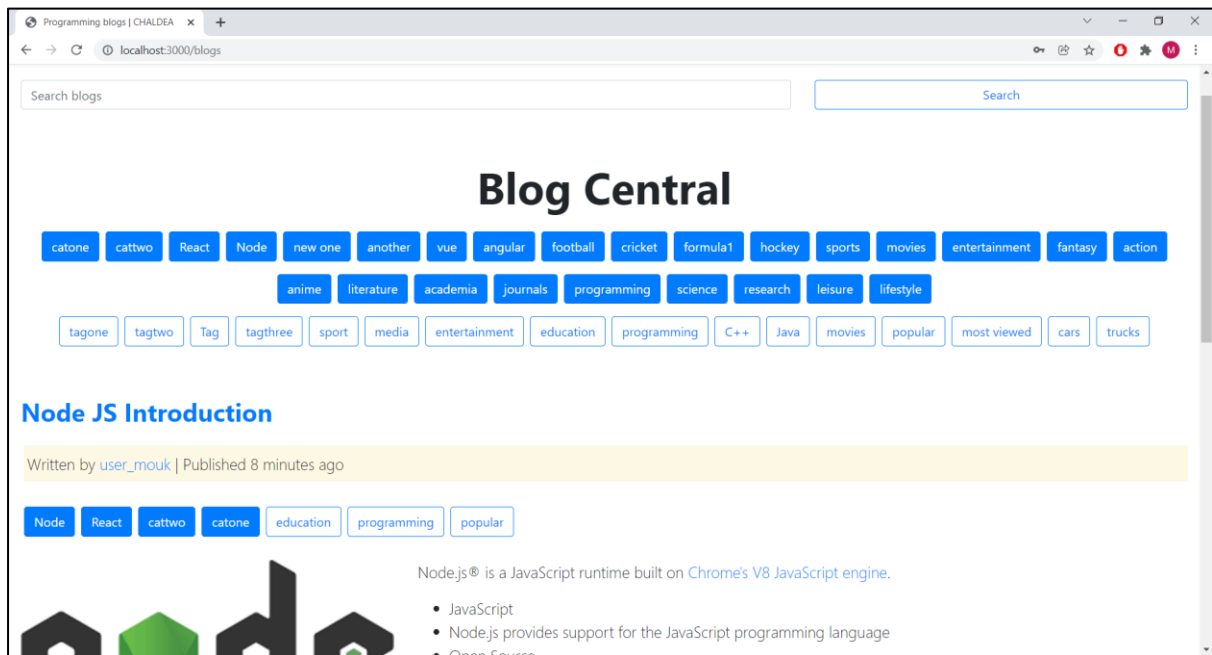 Programming blogs | CHALDEA
localhost:3000/blogs
M
Search blogs Search
Blog Central
catone cattwo React Node new one another vue angular football cricket formula1 hockey sports movies entertainment fantasy action
anime literature academia journals programming science research leisure lifestyle
tagone tagtwo Tag tagthree sport media entertainment education programming C++ Java movies popular most viewed cars trucks
Node JS Introduction
Written by user_mouk | Published 8 minutes ago
Node React cattwo catone education programming popular
Node.js® is a JavaScript runtime built on Chrome's V8 JavaScript engine.
• JavaScript
• Node.js provides support for the JavaScript programming language
• Open Source